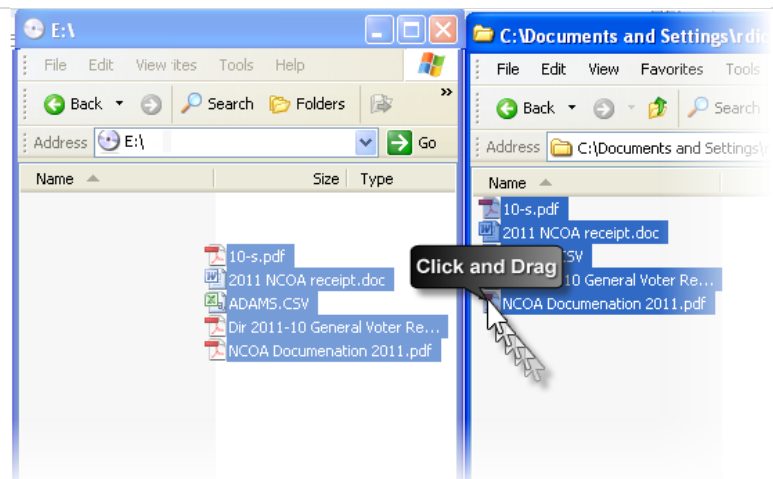 E:\
File Edit View ites Tools Help
Back Search Folders »
Address E:\ Go
Name Size Type
10-s.pdf
2011 NCOA receipt.doc
ADAMS.CSV
Dir 2011-10 General Voter Re...
NCOA Documenation 2011.pdf
C:\Documents and Settings\rdic
File Edit View Favorites Tools
Back Search
Address C:\Documents and Settings\r
Name
10-s.pdf
2011 NCOA receipt.doc
SV
10 General Voter Re...
NCOA Documenation 2011.pdf
Click and Drag